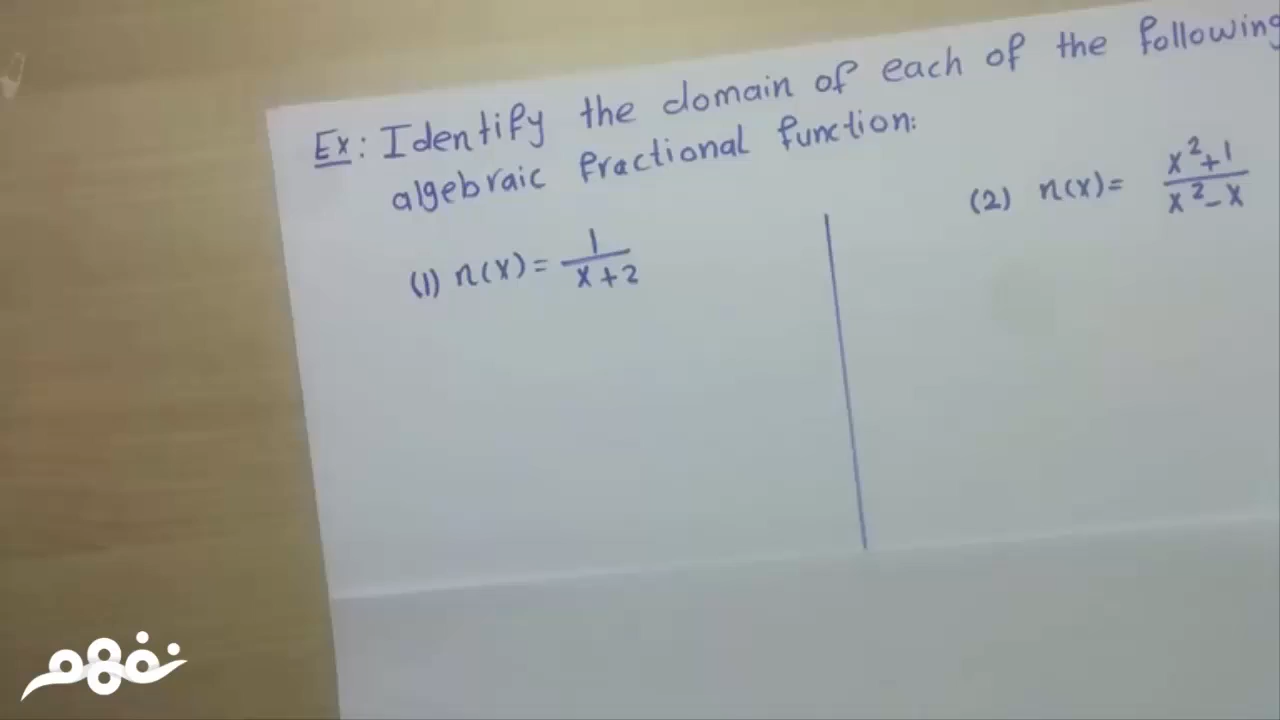 Ex: Identify the domain of each of the following
algebraic fractional function:
(1) n(x) = 1/(x+2)
(2) n(x) = (x²+1)/(x²-x)
نفهم